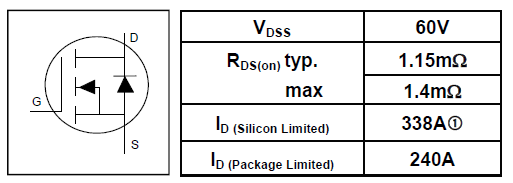 D
G
S
VDSS 60V
RDS(on) typ. 1.15mΩ
max 1.4mΩ
ID (Silicon Limited) 338A①
ID (Package Limited) 240A